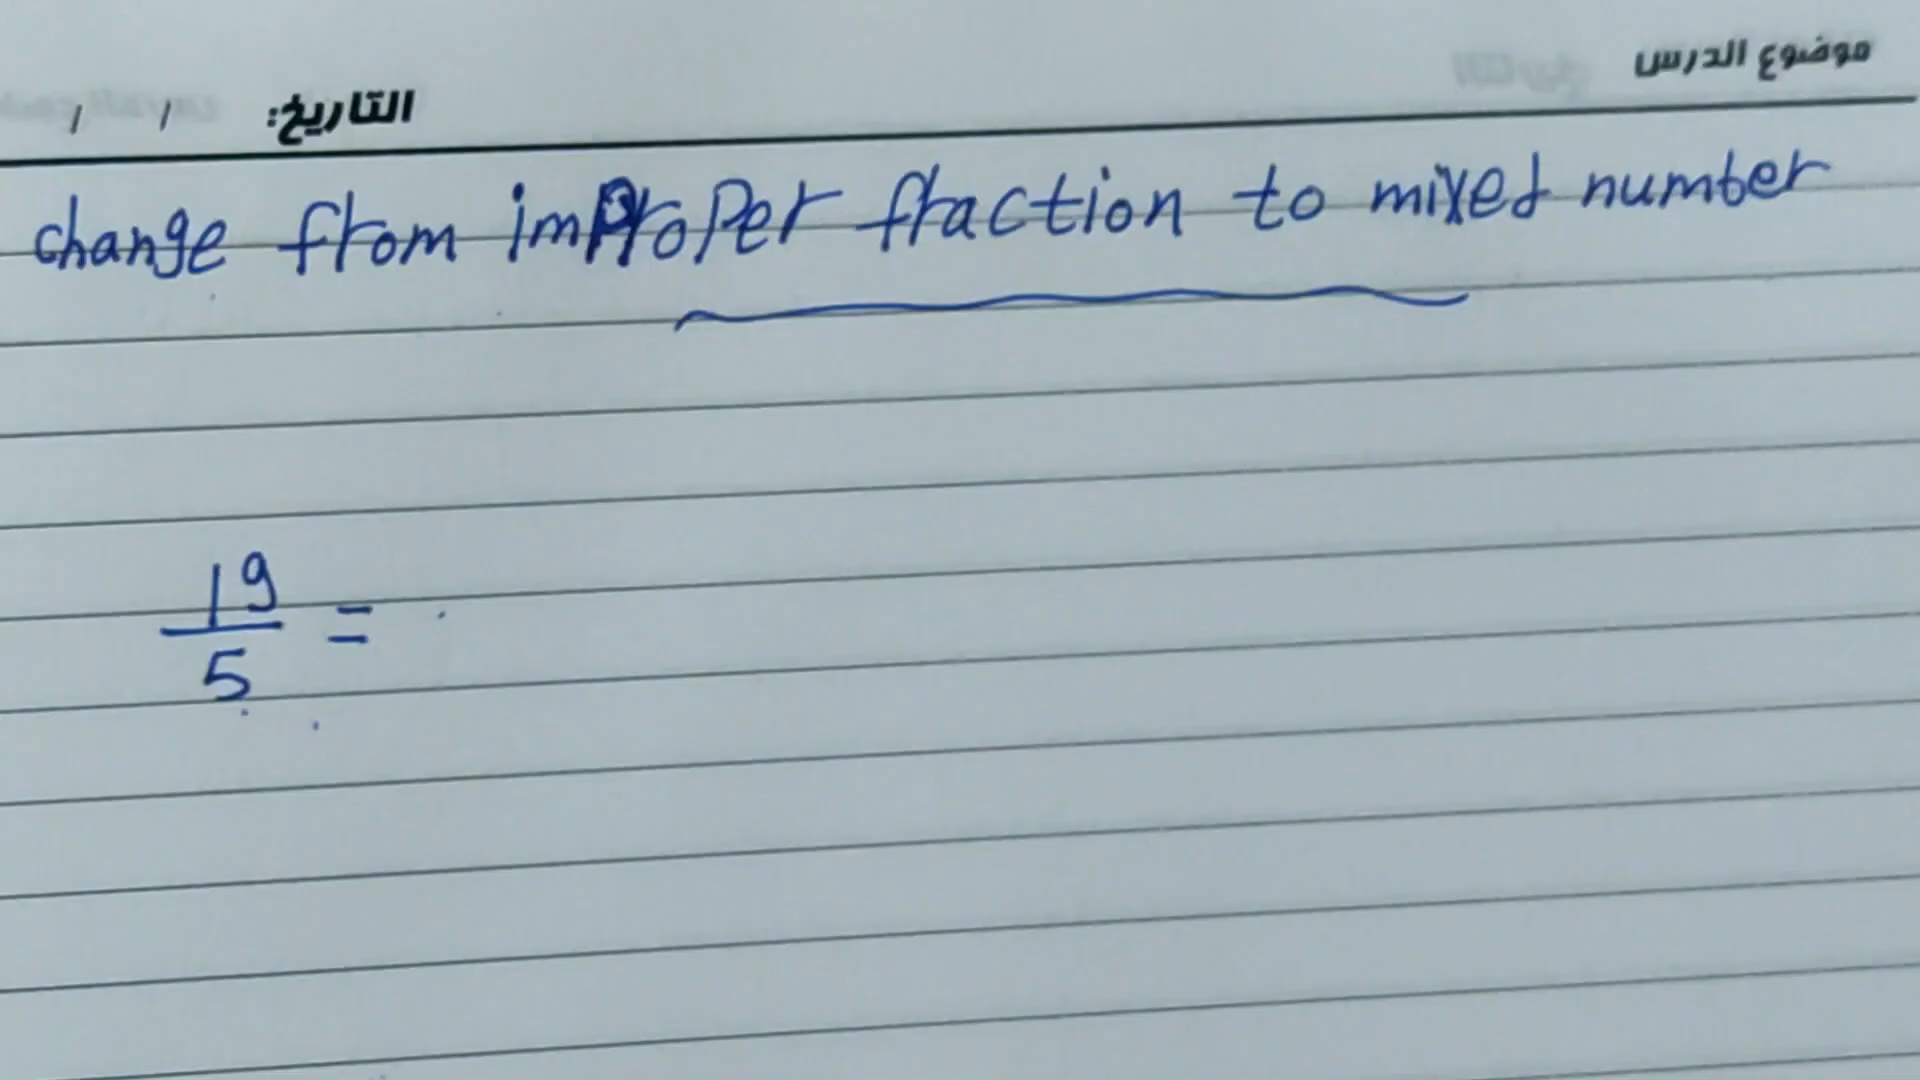 موضوع الدرس
التاريخ: / /
change from improper fraction to mixed number
19
5 =